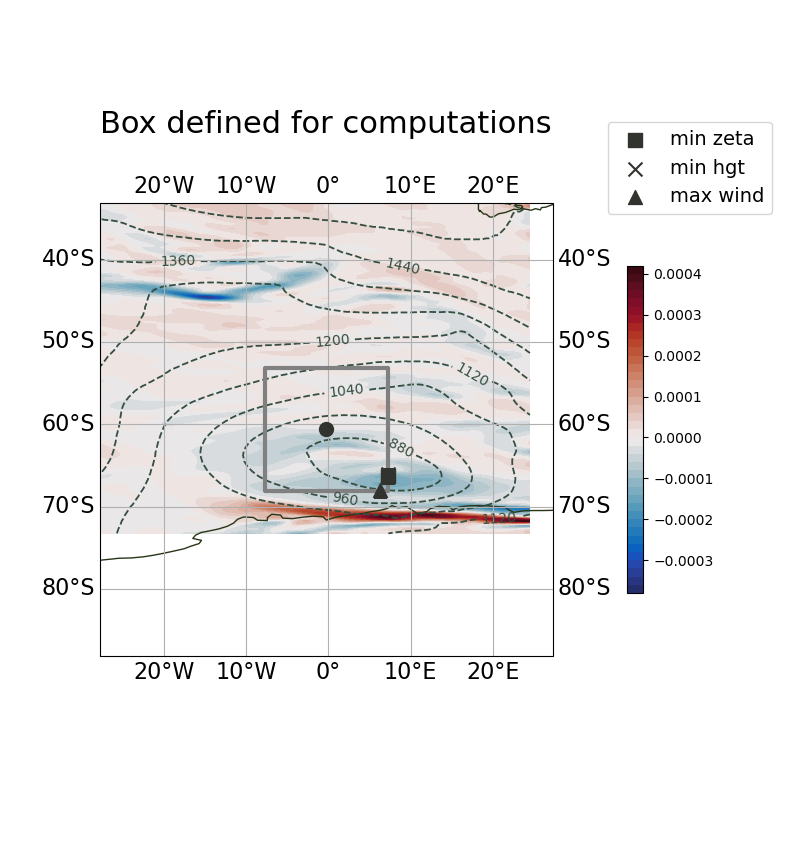 Box defined for computations
min zeta
min hgt
max wind
20°W 10°W 0° 10°E 20°E
40°S 40°S
50°S 50°S
60°S 60°S
70°S 70°S
80°S 80°S
1360
1440
1200
1120
1040
880
960
1120
20°W 10°W 0° 10°E 20°E
0.0004
0.0003
0.0002
0.0001
0.0000
−0.0001
−0.0002
−0.0003